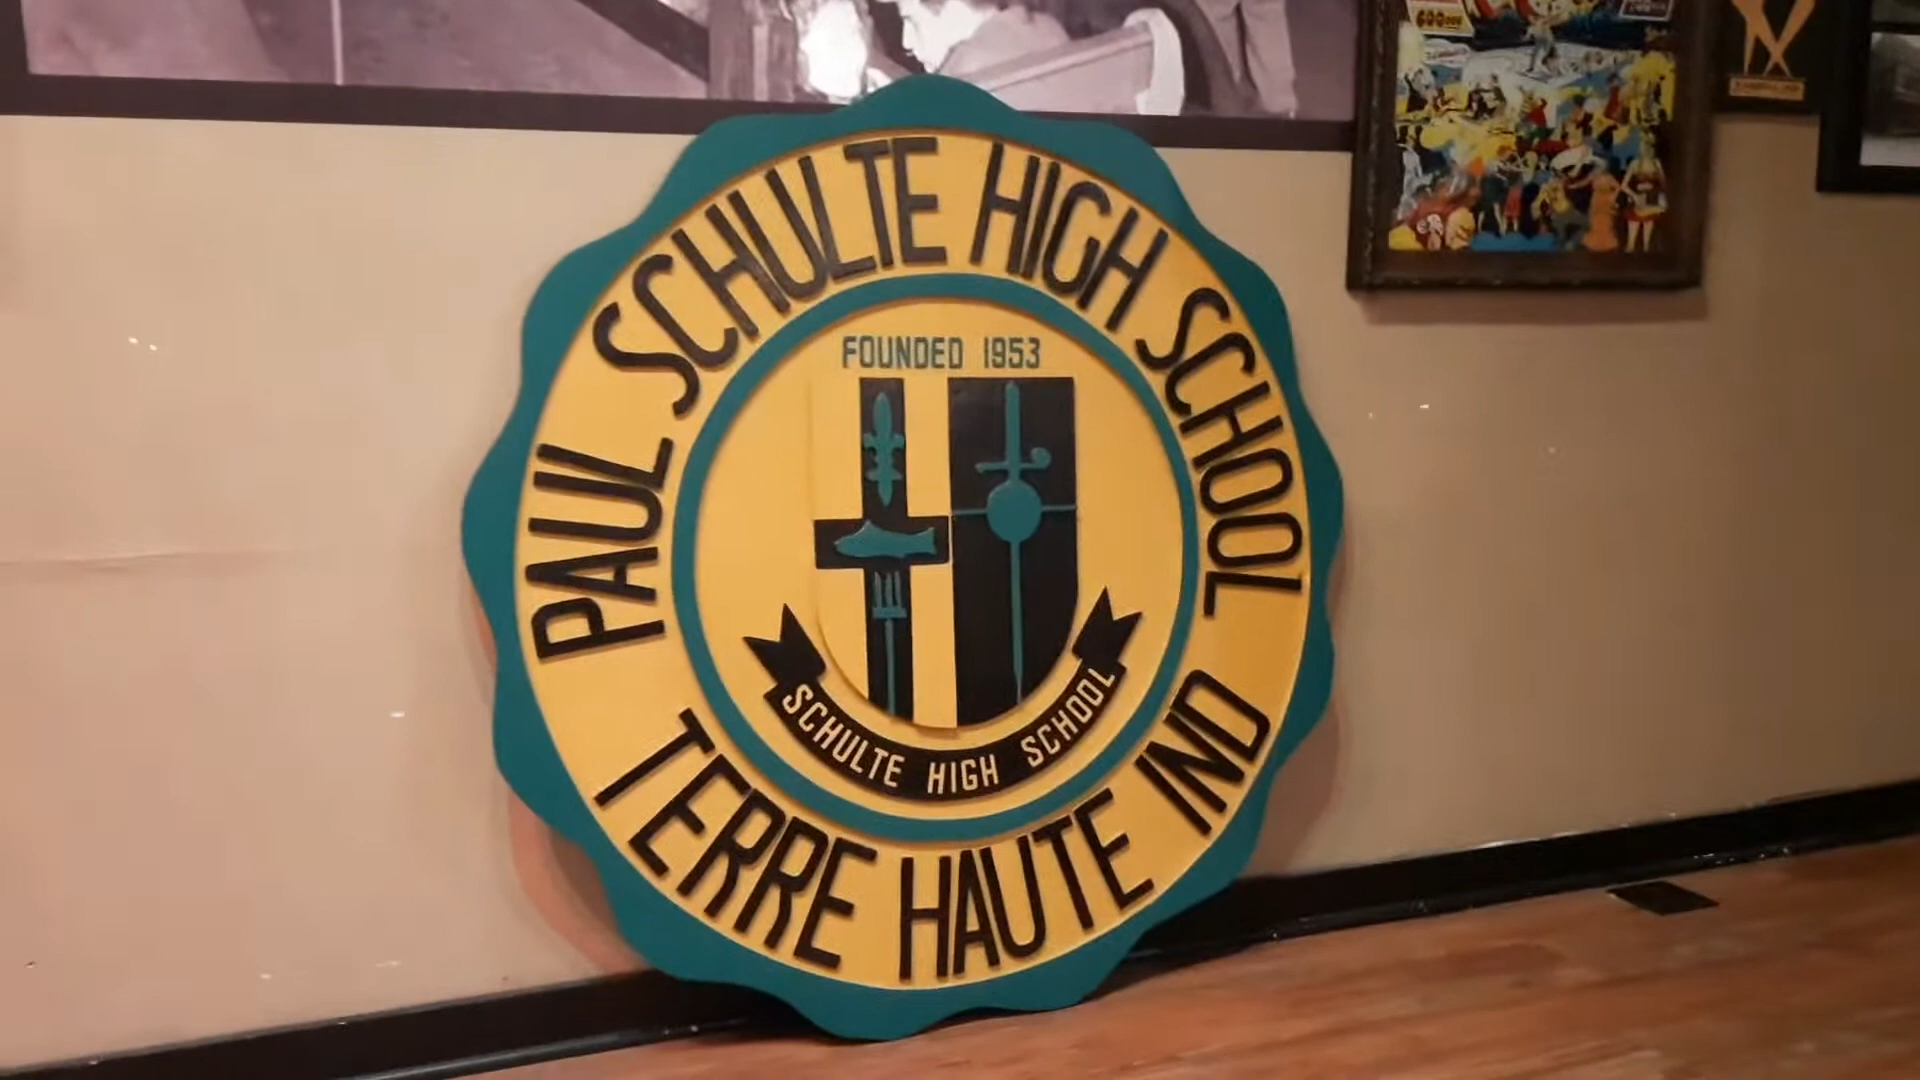 PAUL SCHULTE HIGH SCHOOL
FOUNDED 1953
SCHULTE HIGH SCHOOL
TERRE HAUTE IND